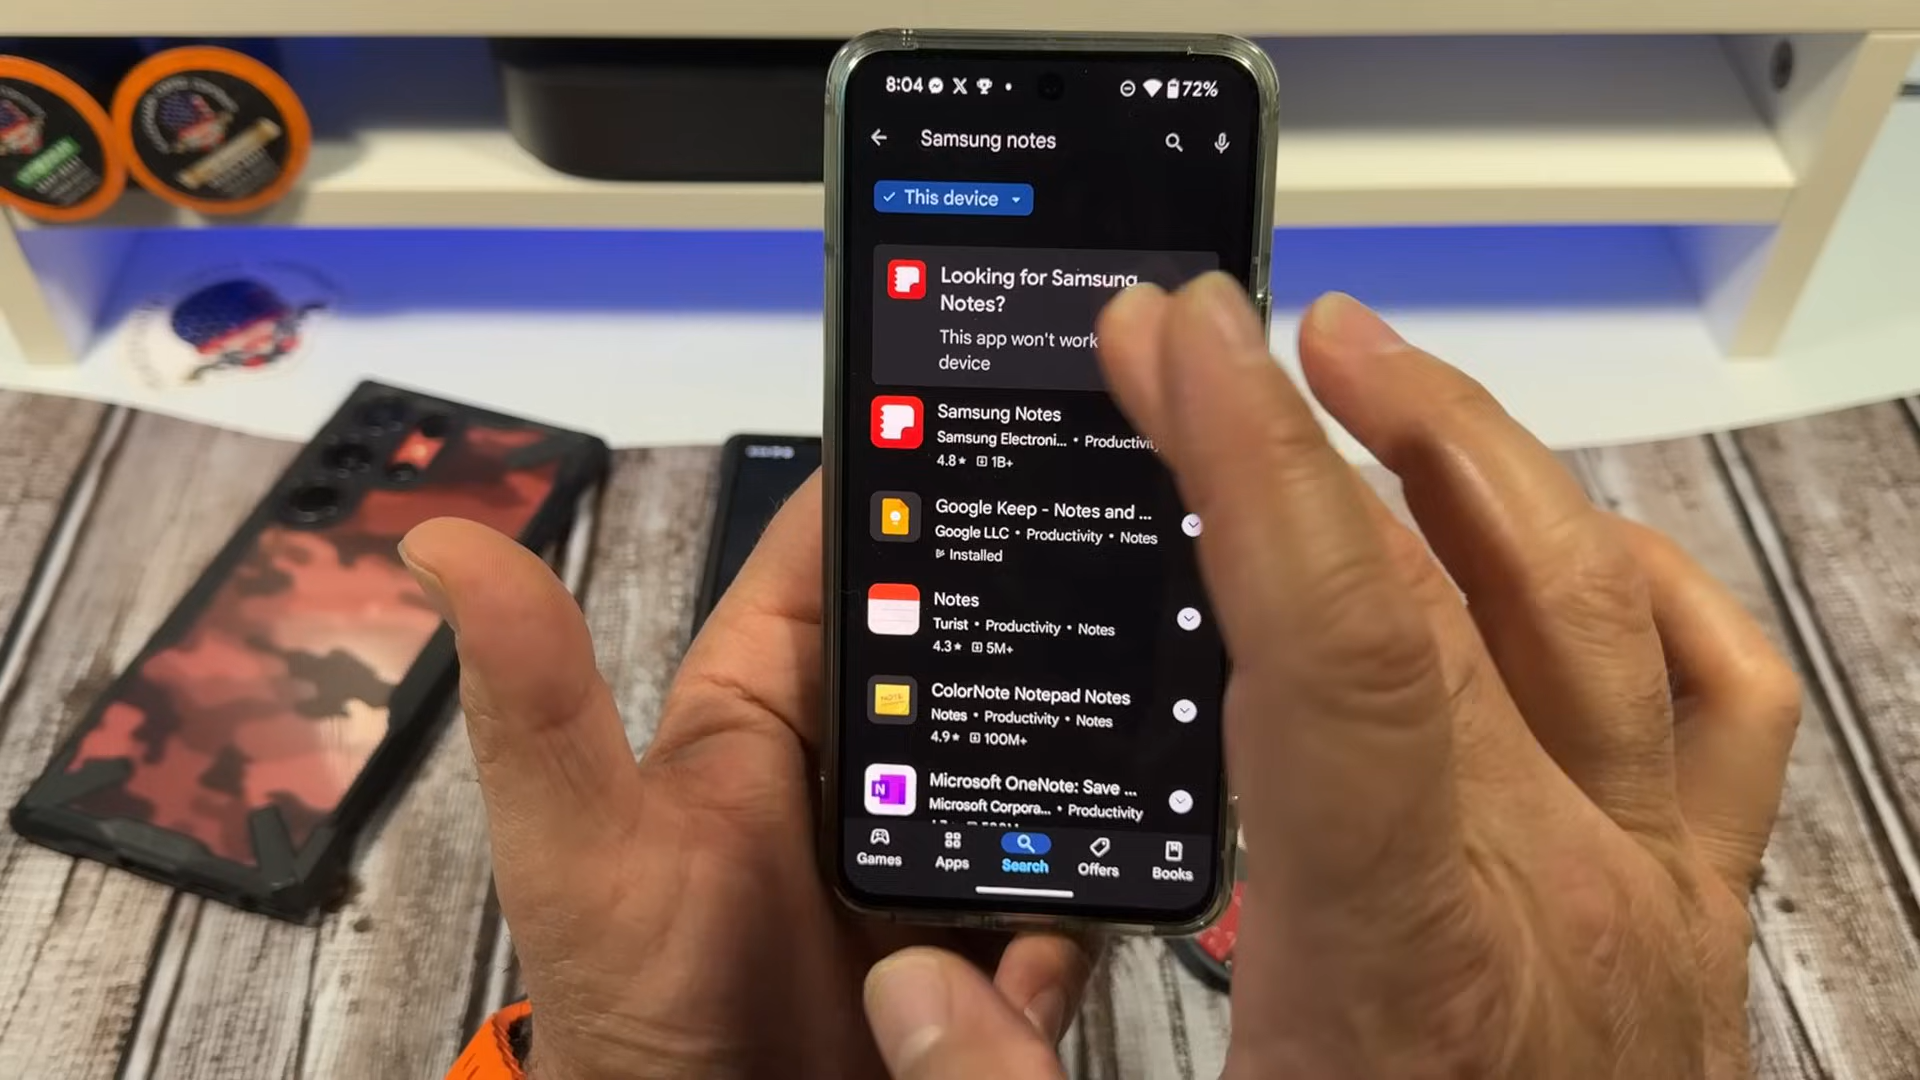 8:04
72%
Samsung notes
This device
Looking for Samsung
Notes?
This app won't work
device
Samsung Notes
Samsung Electroni... • Productivity
4.8★ 1B+
Google Keep - Notes and ...
Google LLC • Productivity • Notes
Installed
Notes
Turist • Productivity • Notes
4.3★ 5M+
ColorNote Notepad Notes
Notes • Productivity • Notes
4.9★ 100M+
Microsoft OneNote: Save ...
Microsoft Corpora... • Productivity
Games
Apps
Search
Offers
Books